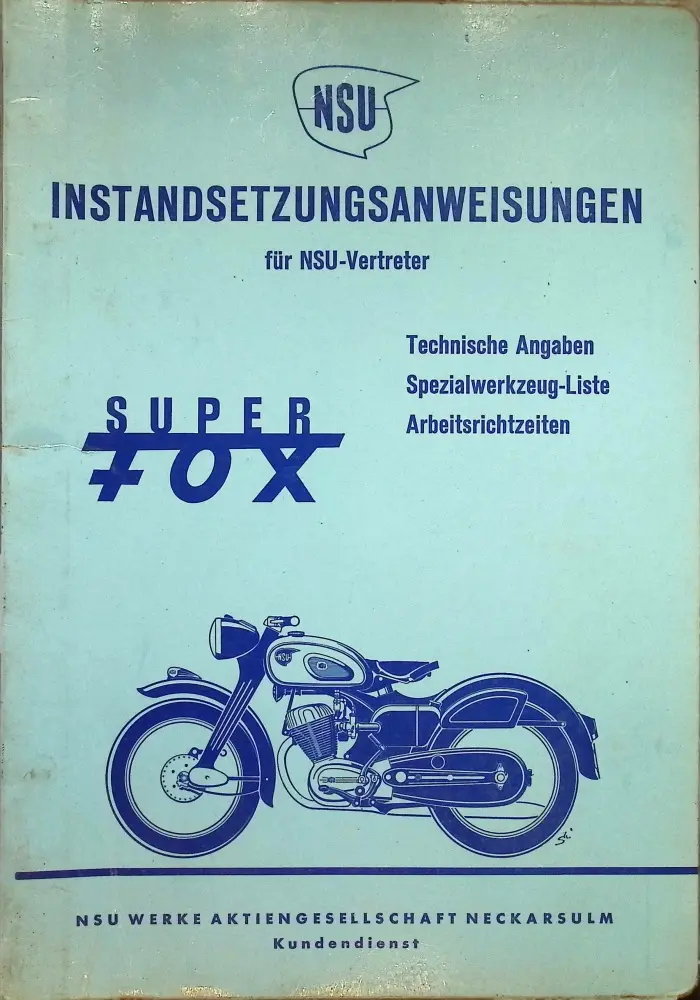 NSU
INSTANDSETZUNGSANWEISUNGEN
für NSU-Vertreter
Technische Angaben
Spezialwerkzeug-Liste
Arbeitsrichtzeiten
SUPER
FOX
NSU
NSU WERKE AKTIENGESELLSCHAFT NECKARSULM
Kundendienst